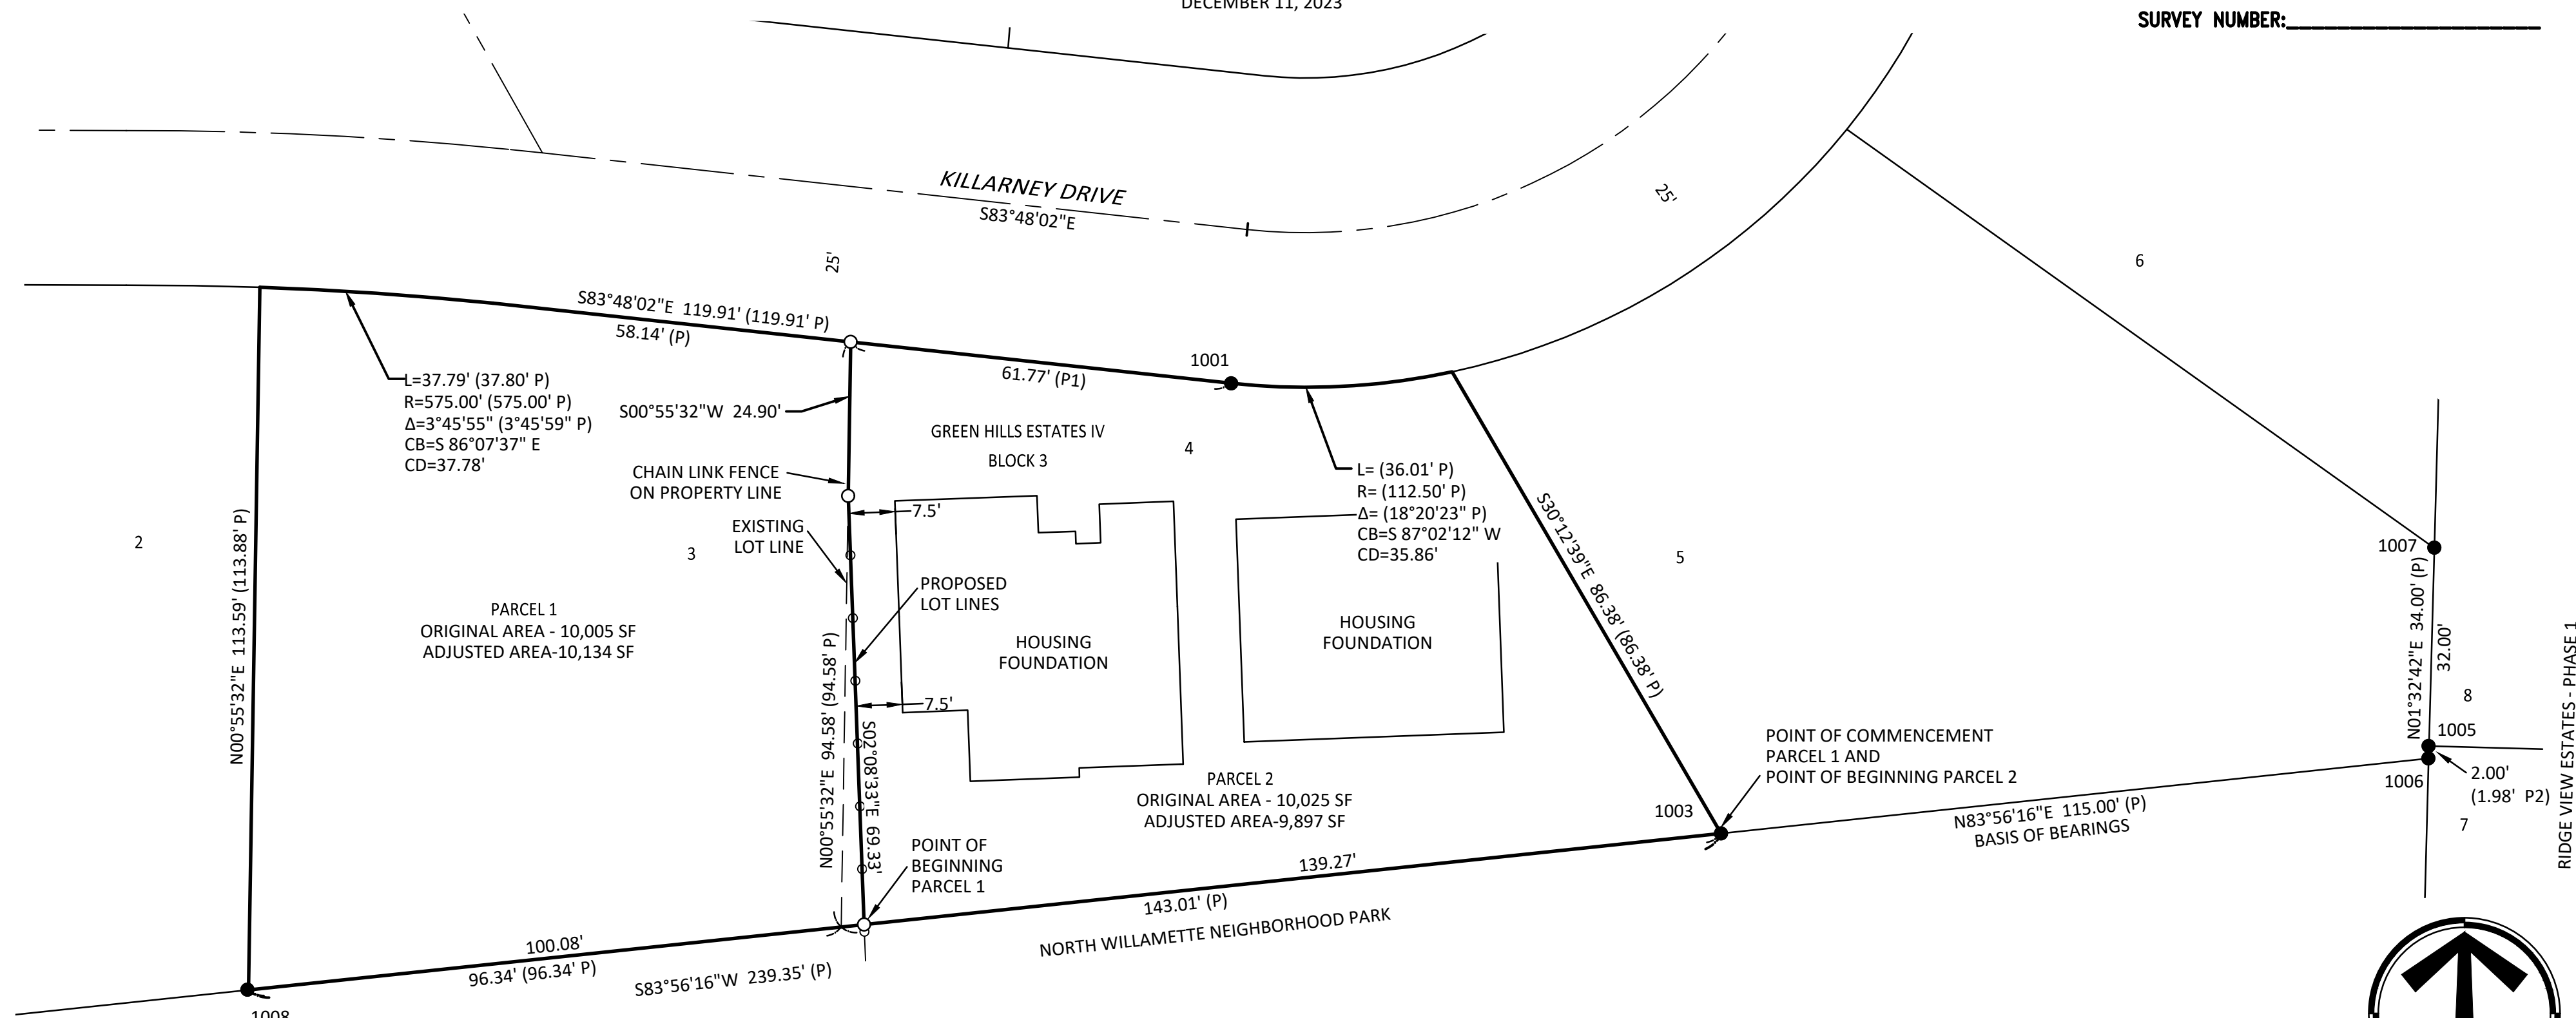 DECEMBER 11, 2023
SURVEY NUMBER:
KILLARNEY DRIVE
S83°48'02"E
25'
25'
6
S83°48'02"E 119.91' (119.91' P)
58.14' (P)
1001
61.77' (P1)
L=37.79' (37.80' P)
R=575.00' (575.00' P)
Δ=3°45'55" (3°45'59" P)
CB=S 86°07'37" E
CD=37.78'
S00°55'32"W 24.90'
GREEN HILLS ESTATES IV
BLOCK 3
4
CHAIN LINK FENCE
ON PROPERTY LINE
L= (36.01' P)
R= (112.50' P)
Δ= (18°20'23" P)
CB=S 87°02'12" W
CD=35.86'
7.5'
EXISTING
LOT LINE
2
3
5
1007
N00°55'32"E 113.59' (113.88' P)
S30°12'39"E 86.38' (86.38' P)
PROPOSED
LOT LINES
PARCEL 1
ORIGINAL AREA - 10,005 SF
ADJUSTED AREA-10,134 SF
HOUSING
FOUNDATION
HOUSING
FOUNDATION
N01°32'42"E 34.00' (P)
32.00'
8
RIDGE VIEW ESTATES - PHASE 1
7.5'
N00°55'32"E 94.58' (94.58' P)
S02°08'33"E 69.33'
1005
POINT OF COMMENCEMENT
PARCEL 1 AND
POINT OF BEGINNING PARCEL 2
1006
2.00'
(1.98' P2)
7
PARCEL 2
ORIGINAL AREA - 10,025 SF
ADJUSTED AREA-9,897 SF
1003
N83°56'16"E 115.00' (P)
BASIS OF BEARINGS
POINT OF
BEGINNING
PARCEL 1
139.27'
143.01' (P)
NORTH WILLAMETTE NEIGHBORHOOD PARK
100.08'
96.34' (96.34' P)
S83°56'16"W 239.35' (P)
1008